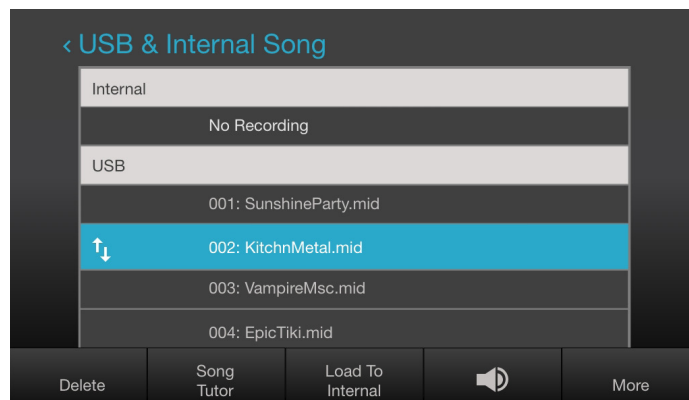 USB & Internal Song
Internal
No Recording
USB
001: SunshineParty.mid
002: KitchnMetal.mid
003: VampireMsc.mid
004: EpicTiki.mid
Delete
Song
Tutor
Load To
Internal
More